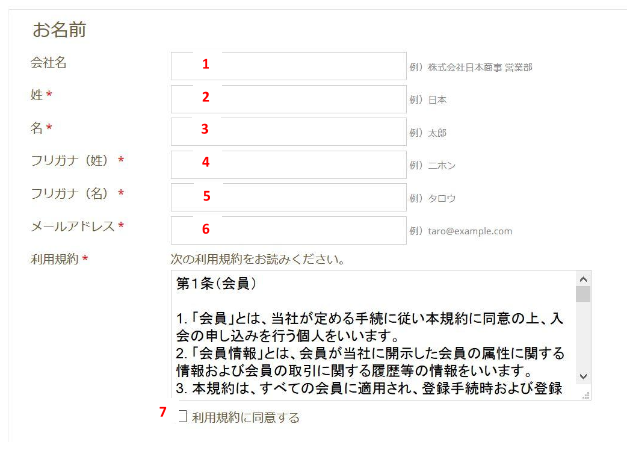 お名前
会社名 1 例）株式会社日本商事 営業部
姓 * 2 例）日本
名 * 3 例）太郎
フリガナ（姓） * 4 例）ニホン
フリガナ（名） * 5 例）タロウ
メールアドレス * 6 例）taro@example.com
利用規約 * 次の利用規約をお読みください。
第1条（会員）
1. 「会員」とは、当社が定める手続に従い本規約に同意の上、入
会の申し込みを行う個人をいいます。
2. 「会員情報」とは、会員が当社に開示した会員の属性に関する
情報および会員の取引に関する履歴等の情報をいいます。
3. 本規約は、すべての会員に適用され、登録手続時および登録
7 利用規約に同意する